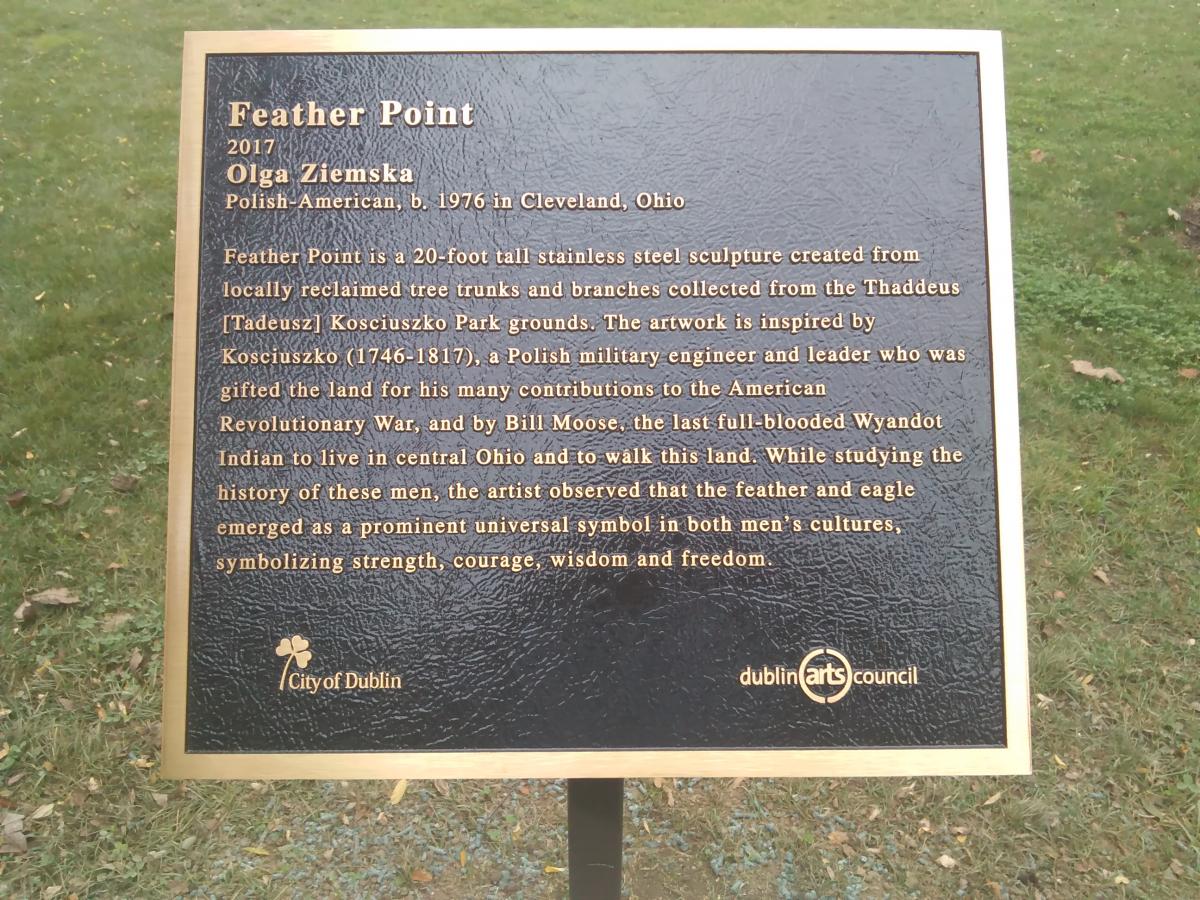 Feather Point
2017
Olga Ziemska
Polish-American, b. 1976 in Cleveland, Ohio
Feather Point is a 20-foot tall stainless steel sculpture created from
locally reclaimed tree trunks and branches collected from the Thaddeus
[Tadeusz] Kosciuszko Park grounds. The artwork is inspired by
Kosciuszko (1746-1817), a Polish military engineer and leader who was
gifted the land for his many contributions to the American
Revolutionary War, and by Bill Moose, the last full-blooded Wyandot
Indian to live in central Ohio and to walk this land. While studying the
history of these men, the artist observed that the feather and eagle
emerged as a prominent universal symbol in both men's cultures,
symbolizing strength, courage, wisdom and freedom.
City of Dublin
dublin arts council